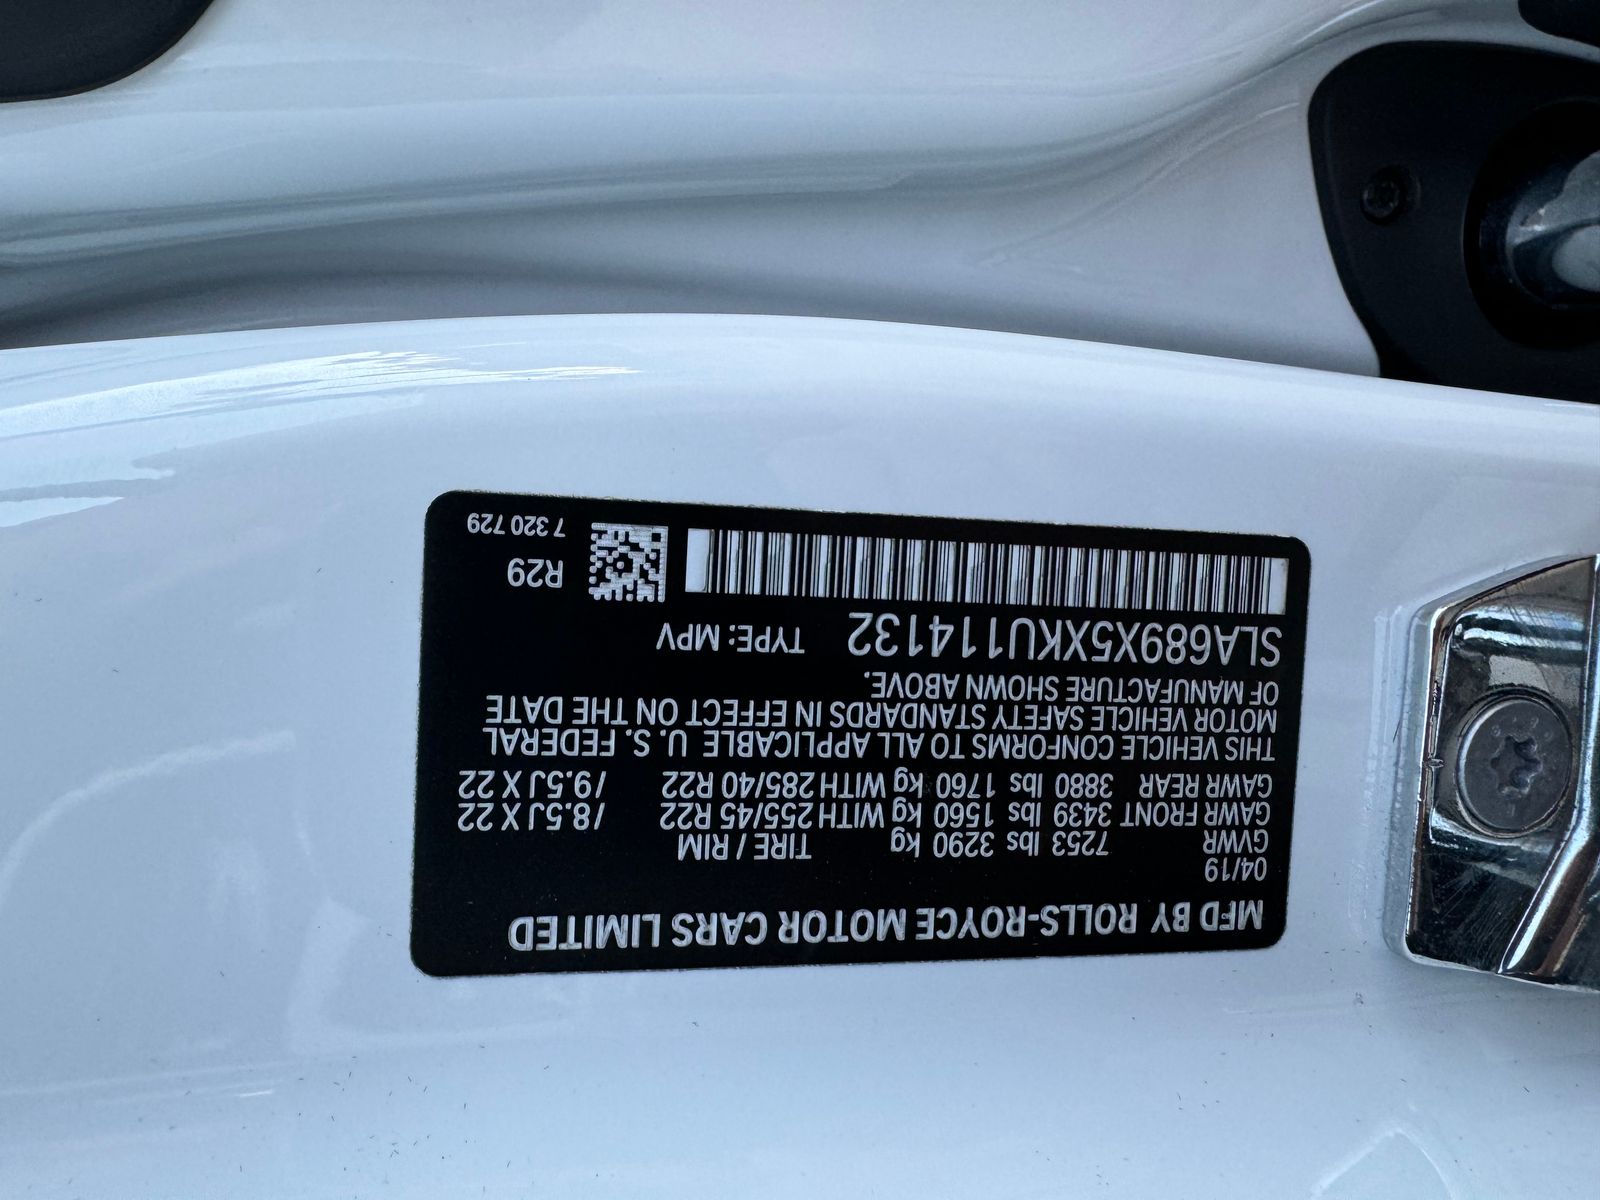 MFD BY ROLLS-ROYCE MOTOR CARS LIMITED
04/19
GVWR 7253 lbs 3290 kg TIRE / RIM
GAWR FRONT 3439 lbs 1560 kg WITH 255/45 R22 /8.5J X 22
GAWR REAR 3880 lbs 1760 kg WITH 285/40 R22 /9.5J X 22
THIS VEHICLE CONFORMS TO ALL APPLICABLE U. S. FEDERAL
MOTOR VEHICLE SAFETY STANDARDS IN EFFECT ON THE DATE
OF MANUFACTURE SHOWN ABOVE.
SLA689X5XKU114132 TYPE: MPV
R29
7 320 729